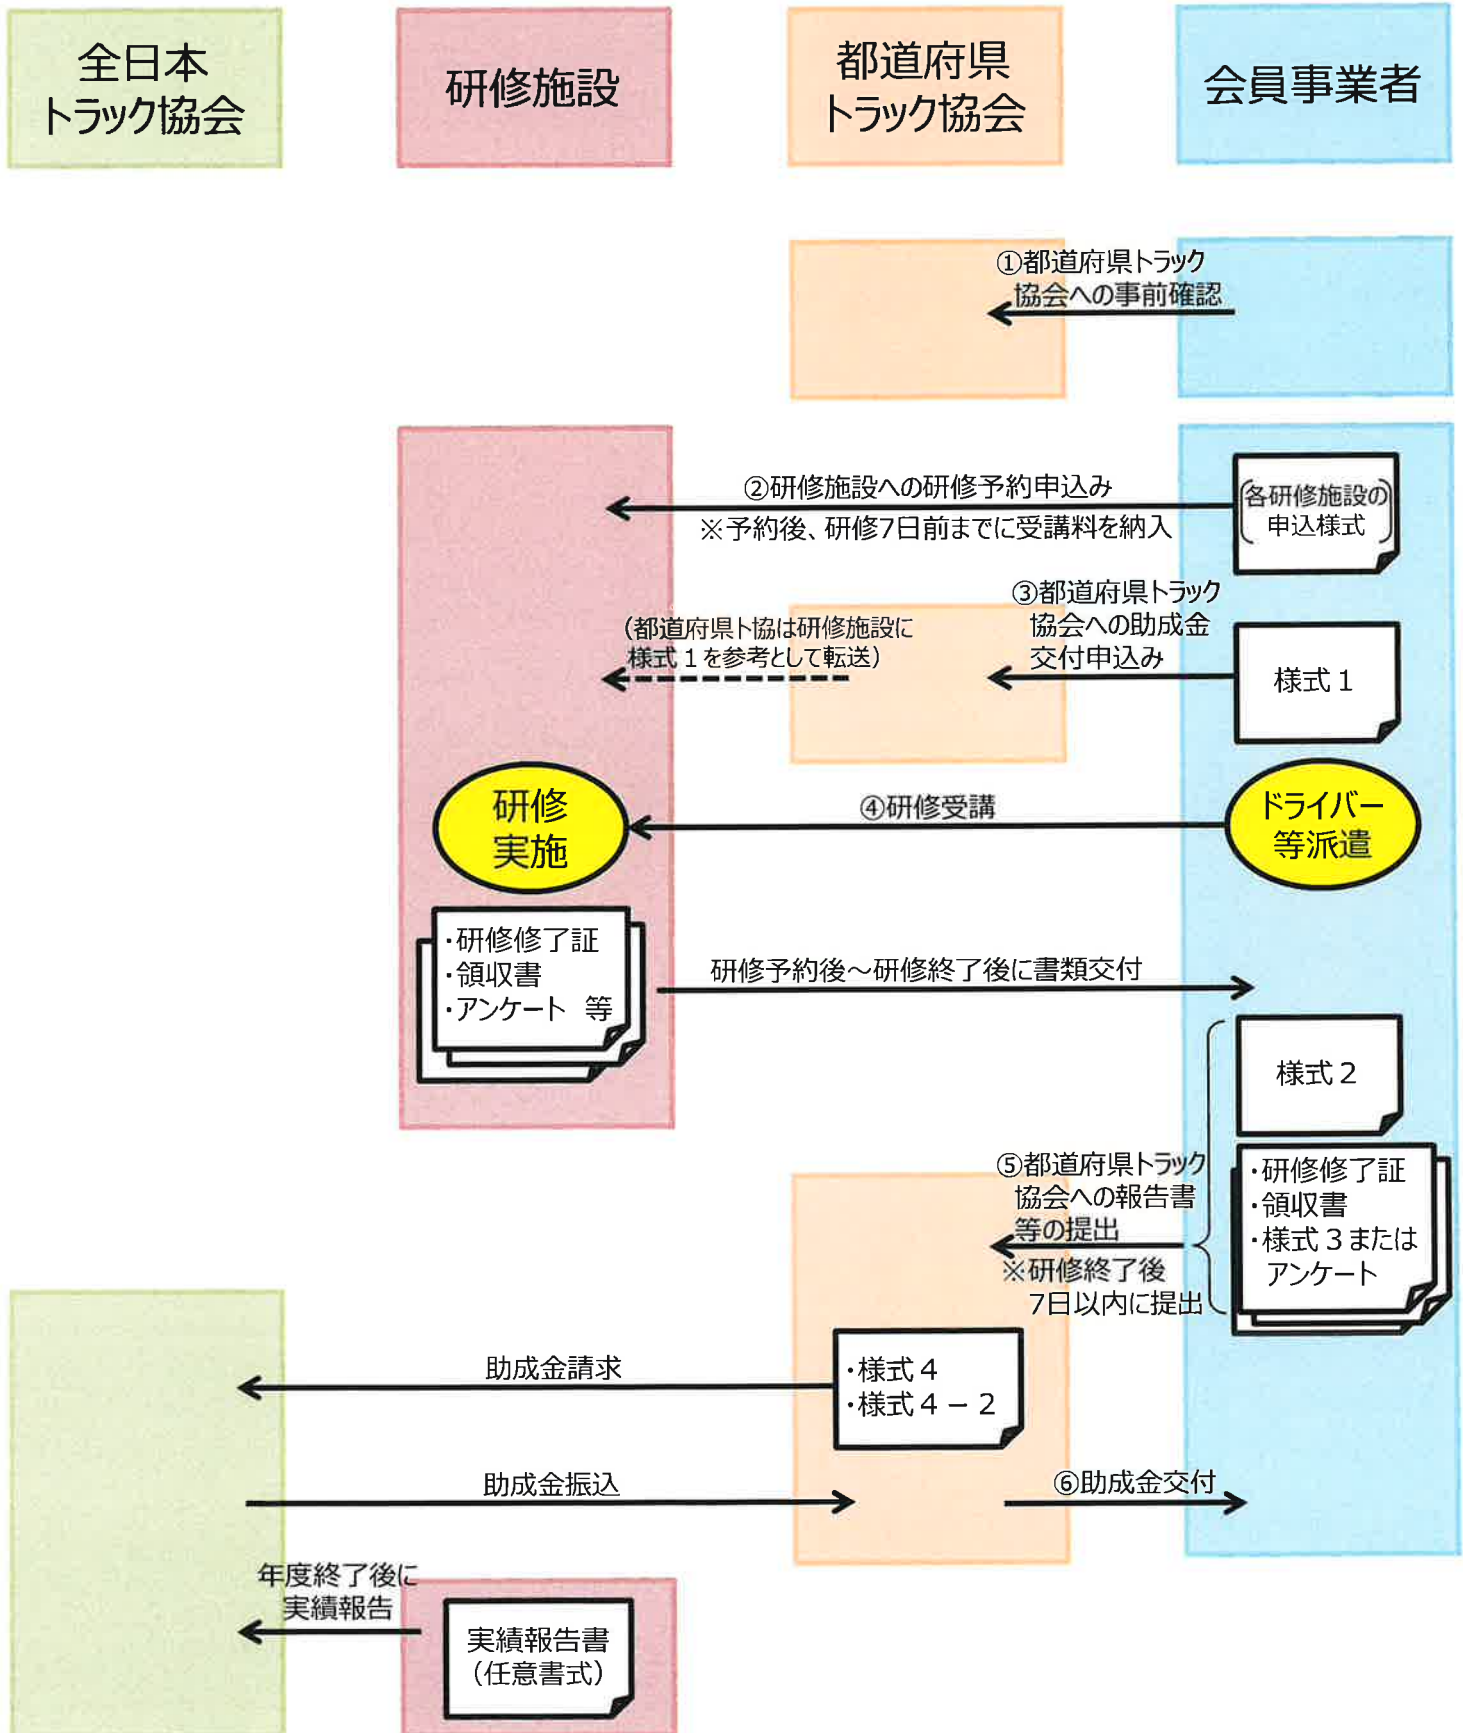 全日本
トラック協会
研修施設
都道府県
トラック協会
会員事業者
①都道府県トラック
協会への事前確認
②研修施設への研修予約申込み
※予約後、研修7日前までに受講料を納入
各研修施設の
申込様式
③都道府県トラック
協会への助成金
交付申込み
(都道府県ト協は研修施設に
様式１を参考として転送)
様式１
研修
実施
④研修受講
ドライバー
等派遣
・研修修了証
・領収書
・アンケート 等
研修予約後～研修終了後に書類交付
様式２
⑤都道府県トラック
協会への報告書
等の提出
※研修終了後
7日以内に提出
・研修修了証
・領収書
・様式３または
アンケート
助成金請求
・様式４
・様式４－２
助成金振込
⑥助成金交付
年度終了後に
実績報告
実績報告書
（任意書式）